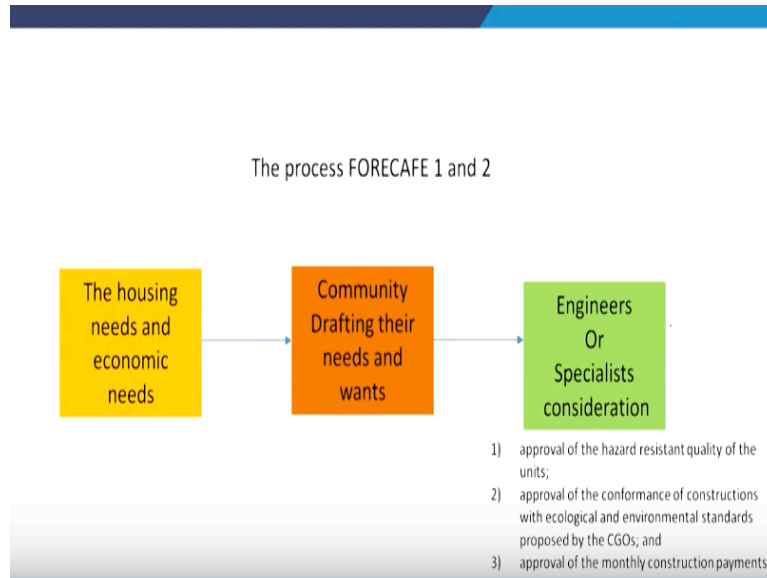 The process FORECAFE 1 and 2
The housing
needs and
economic
needs
Community
Drafting their
needs and
wants
Engineers
Or
Specialists
consideration
1) approval of the hazard resistant quality of the
units;
2) approval of the conformance of constructions
with ecological and environmental standards
proposed by the CGOs; and
3) approval of the monthly construction payments